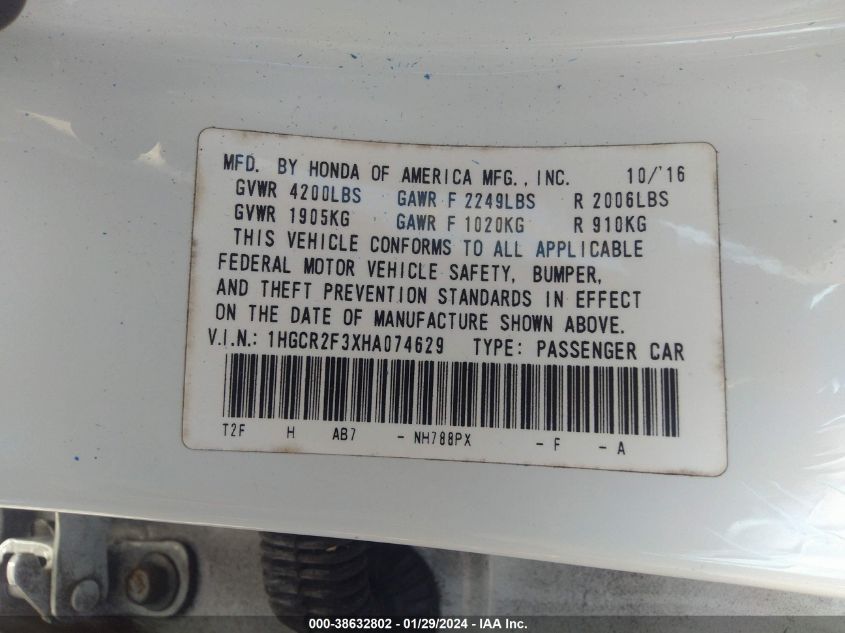 MFD. BY HONDA OF AMERICA MFG., INC. 10/'16
GVWR 4200LBS GAWR F 2249LBS R 2006LBS
GVWR 1905KG GAWR F 1020KG R 910KG
THIS VEHICLE CONFORMS TO ALL APPLICABLE
FEDERAL MOTOR VEHICLE SAFETY, BUMPER,
AND THEFT PREVENTION STANDARDS IN EFFECT
ON THE DATE OF MANUFACTURE SHOWN ABOVE.
V.I.N.: 1HGCR2F3XHA074629 TYPE: PASSENGER CAR
T2F H AB7 - NH788PX - F - A
000-38632802 - 01/29/2024 - IAA Inc.